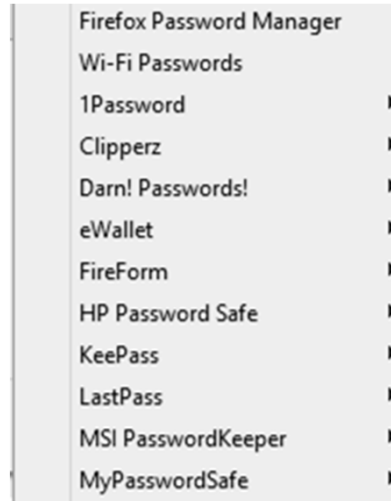 Firefox Password Manager
Wi-Fi Passwords
1Password
Clipperz
Darn! Passwords!
eWallet
FireForm
HP Password Safe
KeePass
LastPass
MSI PasswordKeeper
MyPasswordSafe